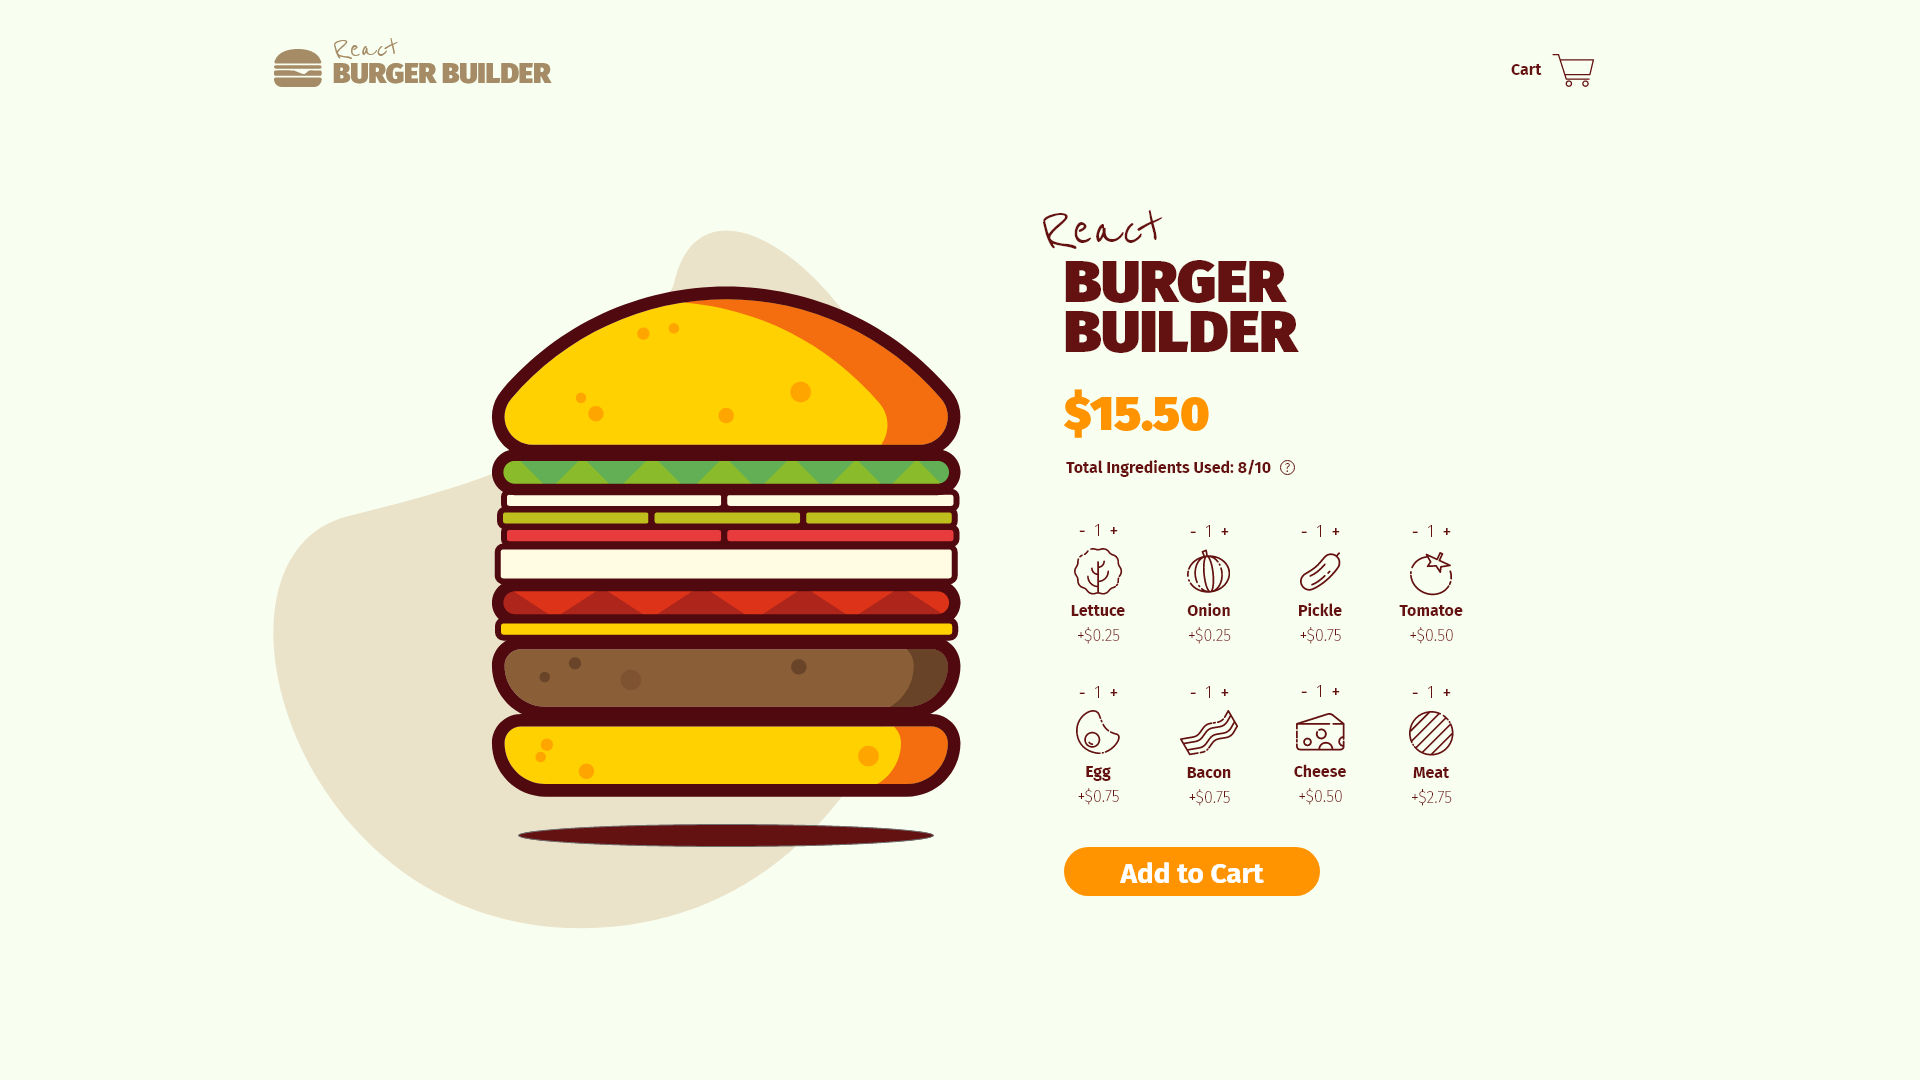 React
BURGER BUILDER
Cart
React
BURGER
BUILDER
$15.50
Total Ingredients Used: 8/10 ?
- 1 + - 1 + - 1 + - 1 +
Lettuce Onion Pickle Tomatoe
+$0.25 +$0.25 +$0.75 +$0.50
- 1 + - 1 + - 1 + - 1 +
Egg Bacon Cheese Meat
+$0.75 +$0.75 +$0.50 +$2.75
Add to Cart